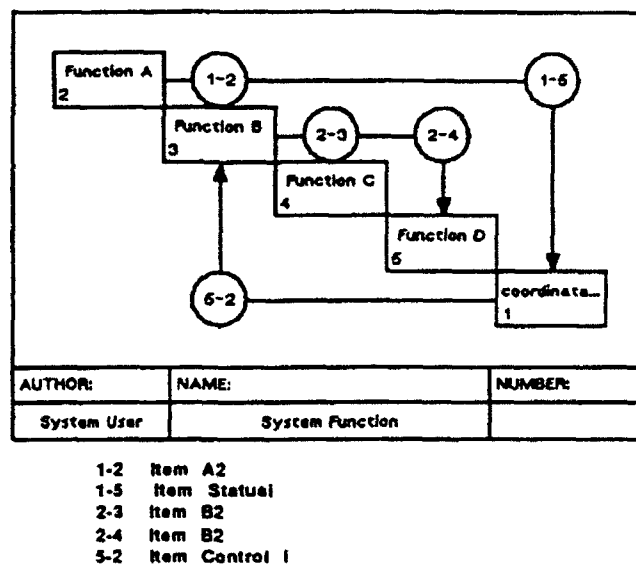 Function A
2
1-2
1-5
Function B
3
2-3
2-4
Function C
4
Function D
5
5-2
coordinate...
1
AUTHOR:
NAME:
NUMBER:
System User
System Function
1-2 Item A2
1-5 Item Statusi
2-3 Item B2
2-4 Item B2
5-2 Item Control i